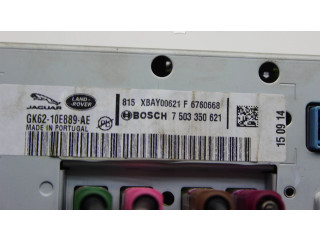 JAGUAR
LAND-
ROVER
815 XBAY00621 F 6760668
GK62-10E889-AE
BOSCH 7 503 350 621
MADE IN PORTUGAL
15 09 14